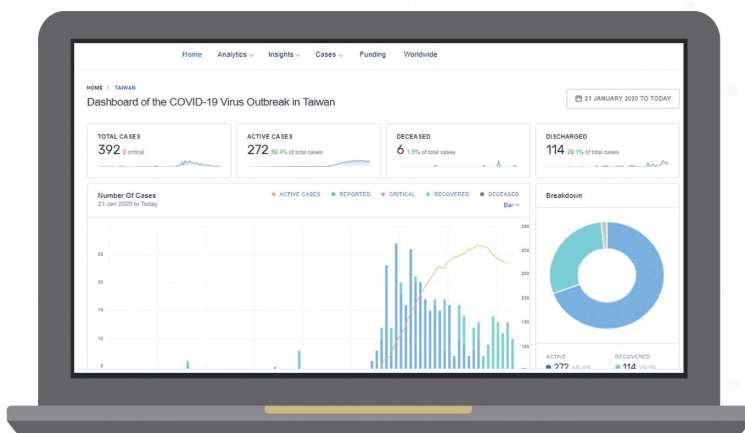 Home Analytics Insights Cases Funding Worldwide
HOME / TAIWAN
Dashboard of the COVID-19 Virus Outbreak in Taiwan
21 JANUARY 2020 TO TODAY
TOTAL CASES
392 0 critical
ACTIVE CASES
272 69.4% of total cases
DECEASED
6 1.5% of total cases
DISCHARGED
114 29.1% of total cases
Number Of Cases
21 Jan 2020 to Today
ACTIVE CASES REPORTED CRITICAL RECOVERED DECEASED
Bar
25
20
15
10
5
300
250
200
150
100
Breakdown
ACTIVE
272
RECOVERED
114